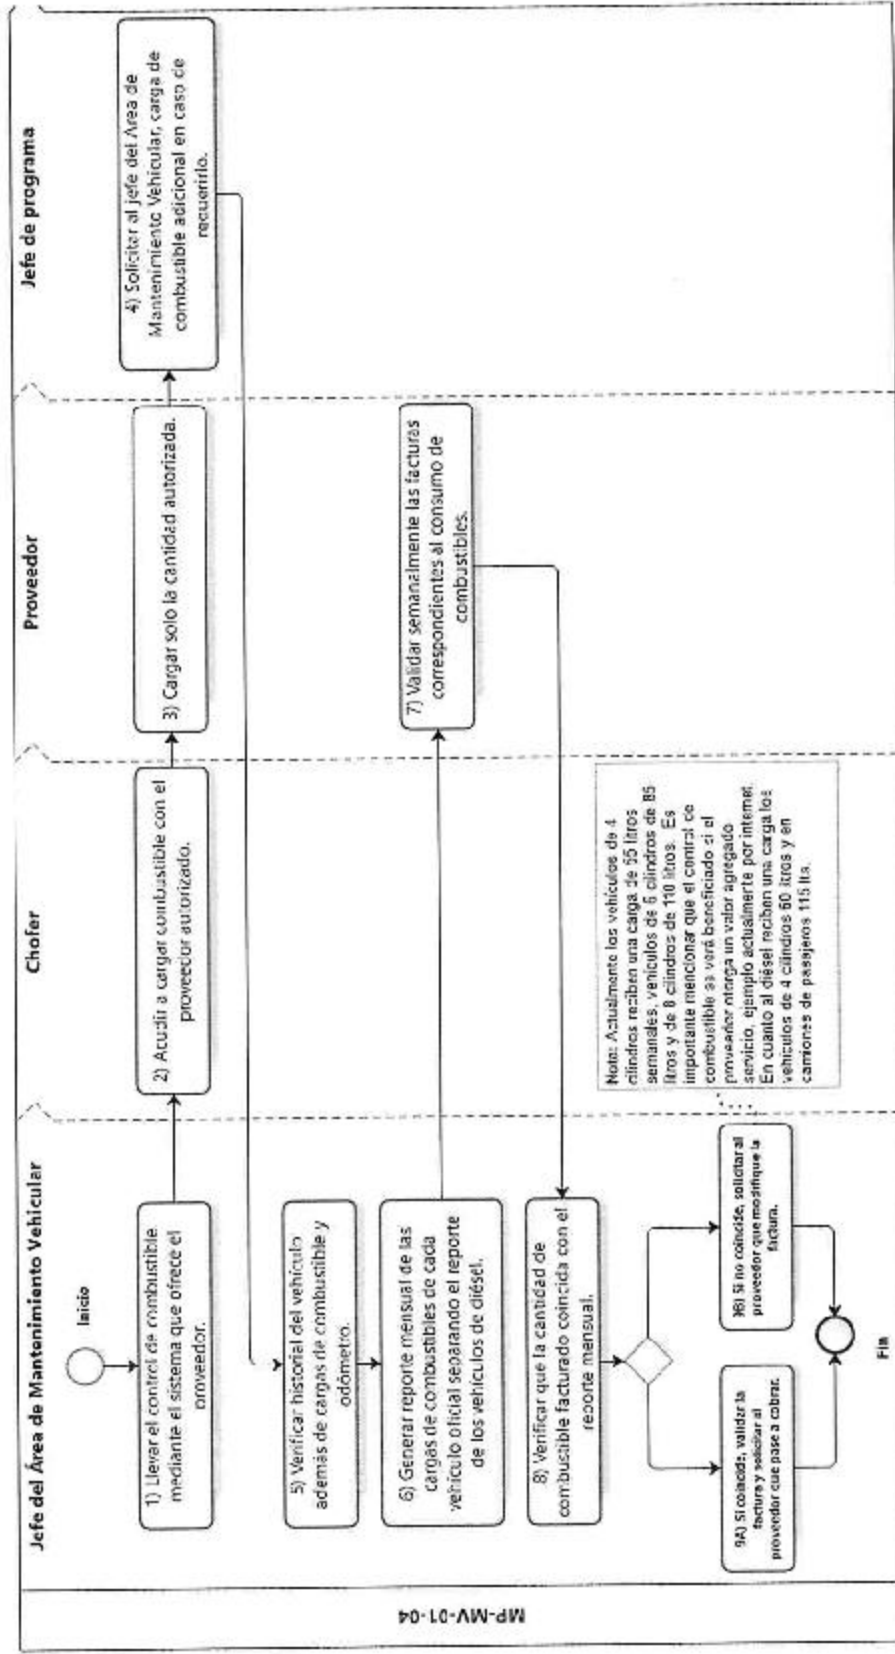 MP-MV-01-04
Jefe del Área de Mantenimiento Vehicular
Chofer
Proveedor
Jefe de programa
Inicio
1) Llevar el control de combustible
mediante el sistema que ofrece el
proveedor.
2) Acudir a cargar combustible con el
proveedor autorizado.
3) Cargar solo la cantidad autorizada.
4) Solicitar al jefe del Area de
Mantenimiento Vehicular, carga de
combustible adicional en caso de
requerirlo.
5) Verificar historial del vehículo
además de cargas de combustible y
odómetro.
6) Generar reporte mensual de las
cargas de combustibles de cada
vehículo oficial separando el reporte
de los vehículos de diésel.
7) Validar semanalmente las facturas
correspondientes al consumo de
combustibles.
8) Verificar que la cantidad de
combustible facturado coincida con el
reporte mensual.
9A) Si coincide, validar la
factura y solicitar al
proveedor que pase a cobrar.
9B) Si no coincide, solicitar al
proveedor que modifique la
factura.
Nota: Actualmente los vehículos de 4
cilindros reciben una carga de 55 litros
semanales, vehículos de 6 cilindros de 85
litros y de 8 cilindros de 110 litros. Es
importante mencionar que el control de
combustible se verá beneficiado si el
proveedor otorga un valor agregado
servicio, ejemplo actualmente por internet.
En cuanto al diésel reciben una carga los
vehículos de 4 cilindros 60 litros y en
camiones de pasajeros 115 lts.
Fin